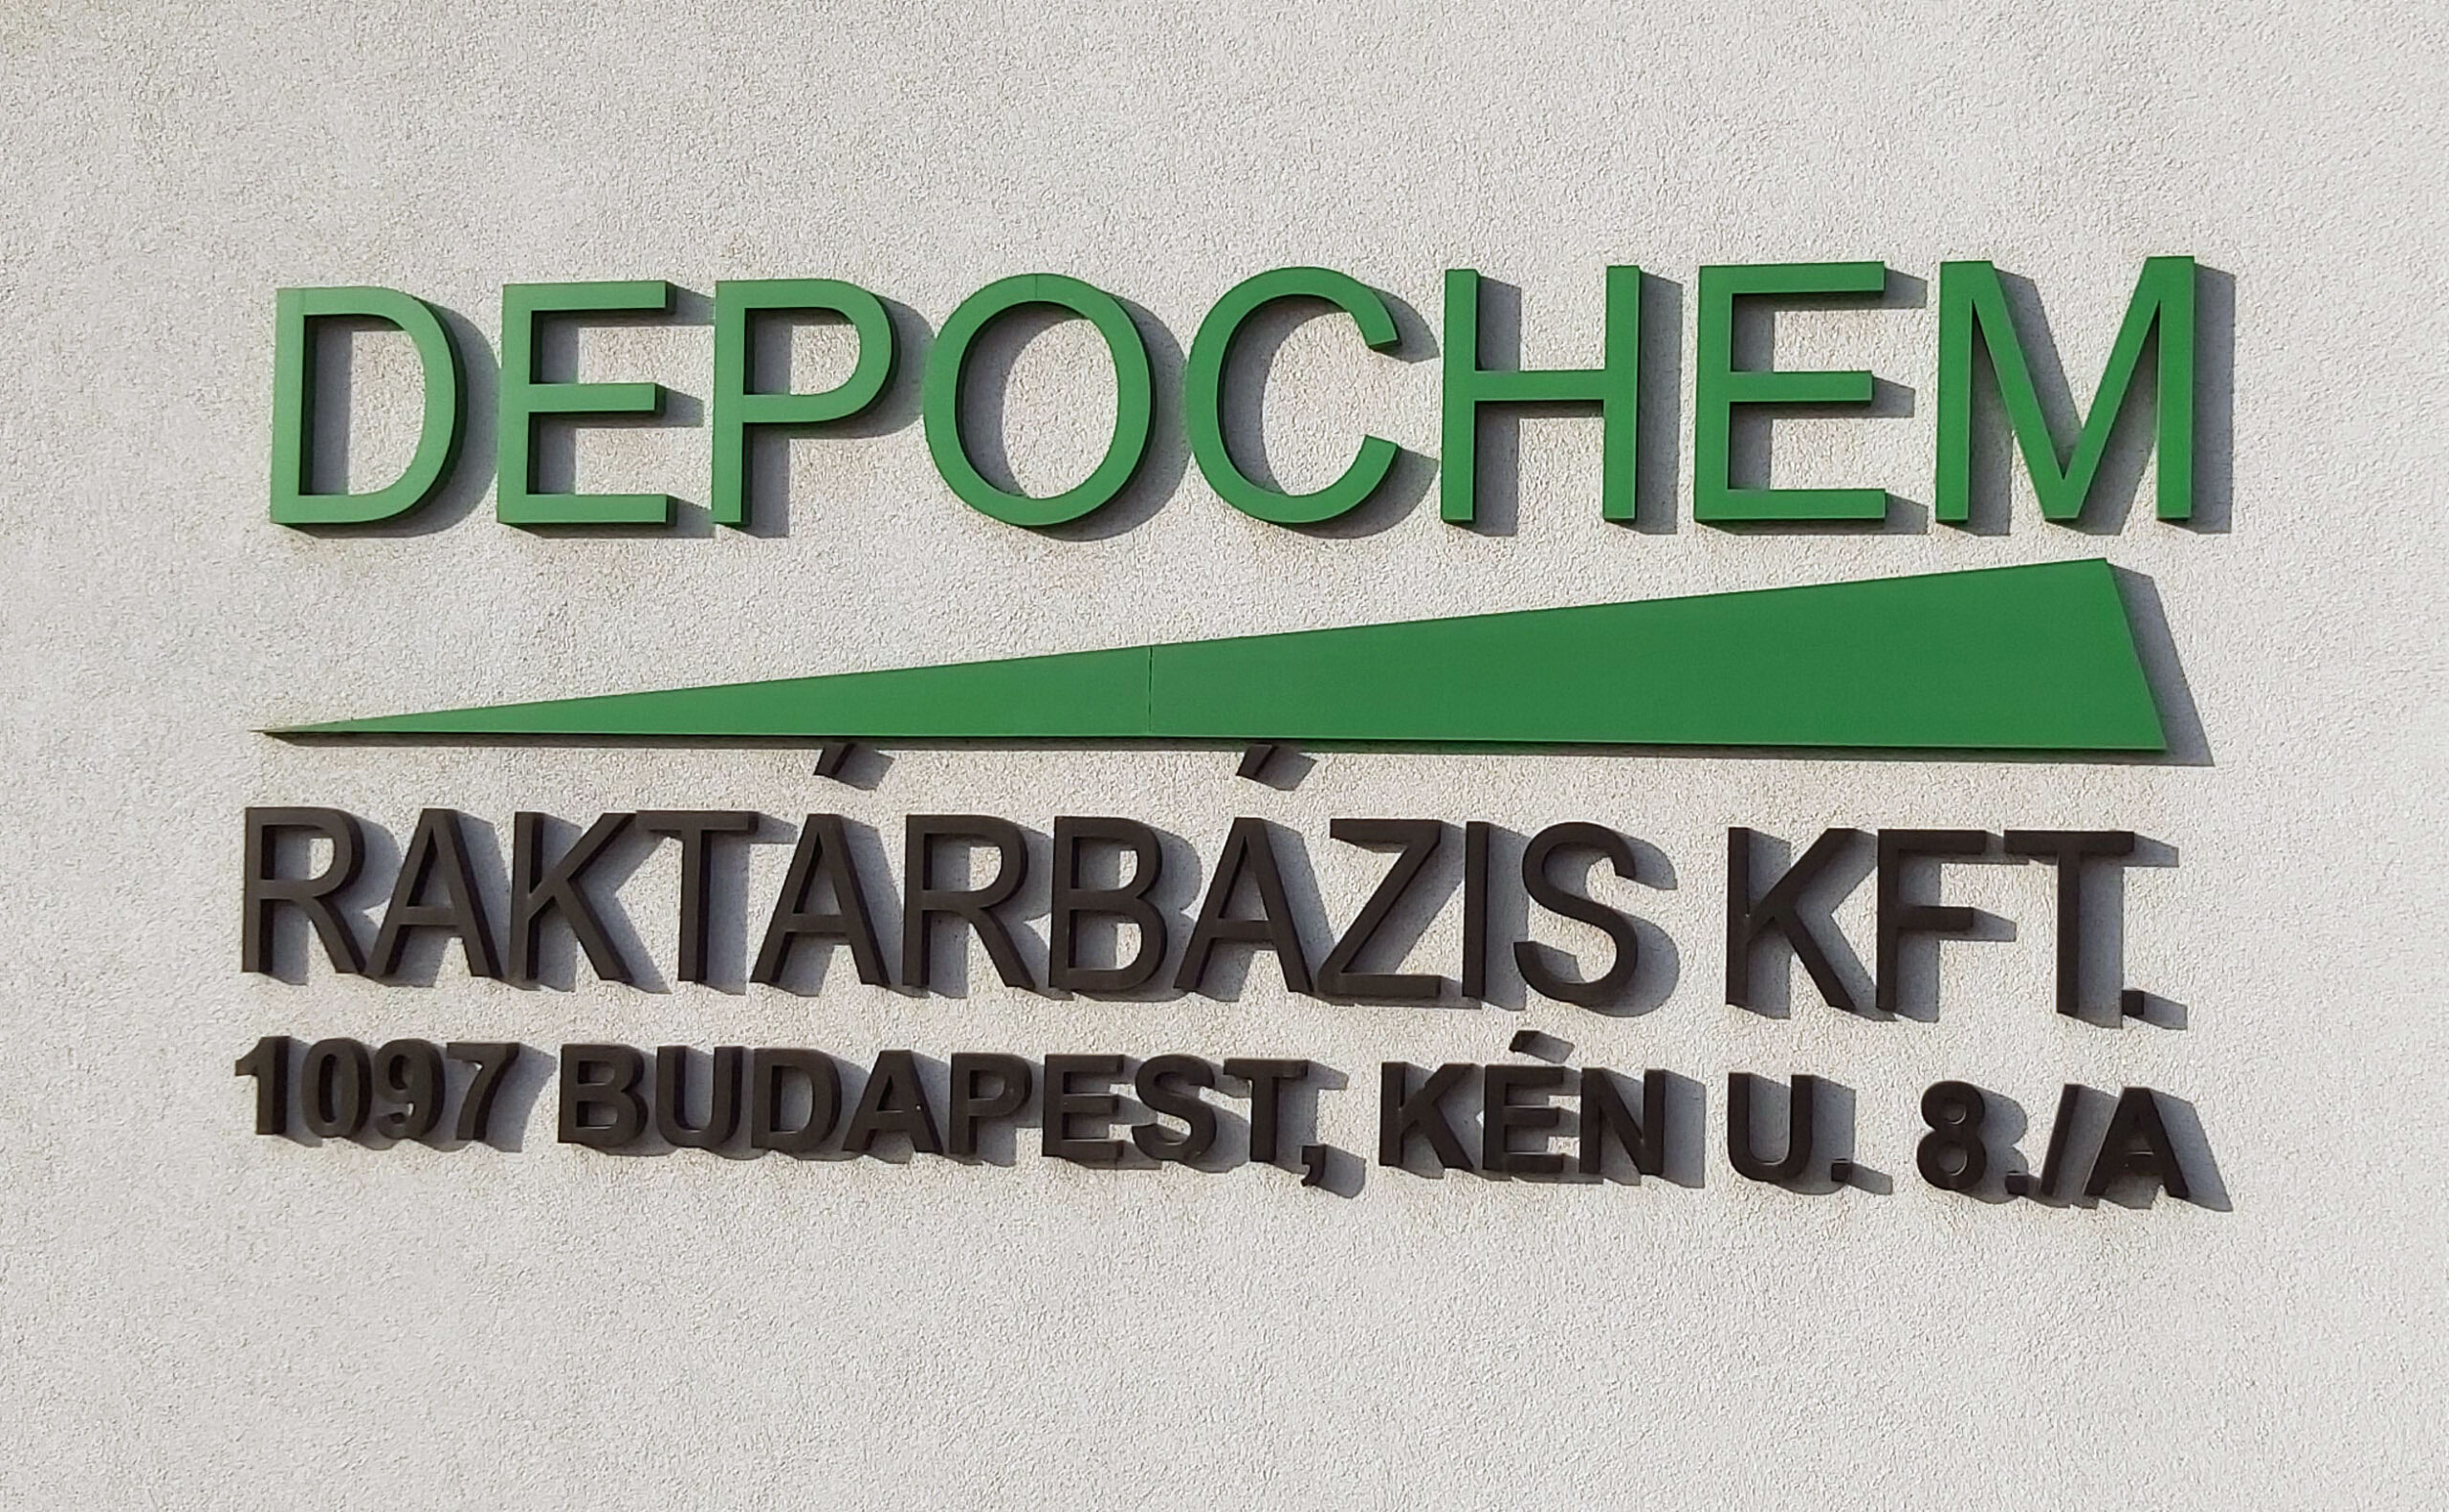 DEPOCHEM
RAKTÁRBÁZIS KFT.
1097 BUDAPEST, KÉN U. 8./A